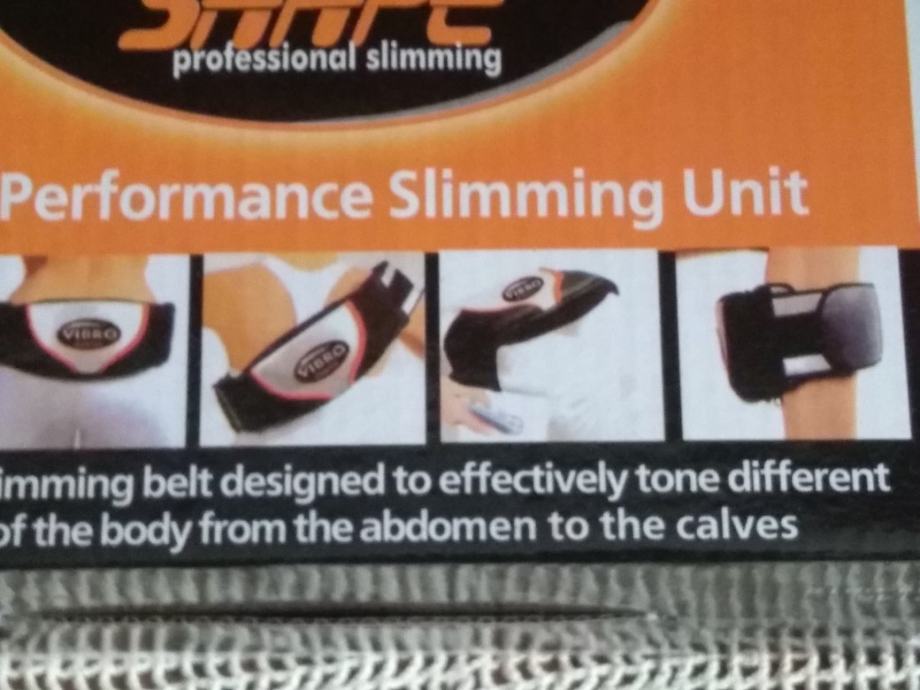 SHAPE
professional slimming
Performance Slimming Unit
VIBRO
VIBRO
VIBRO
imming belt designed to effectively tone different
of the body from the abdomen to the calves